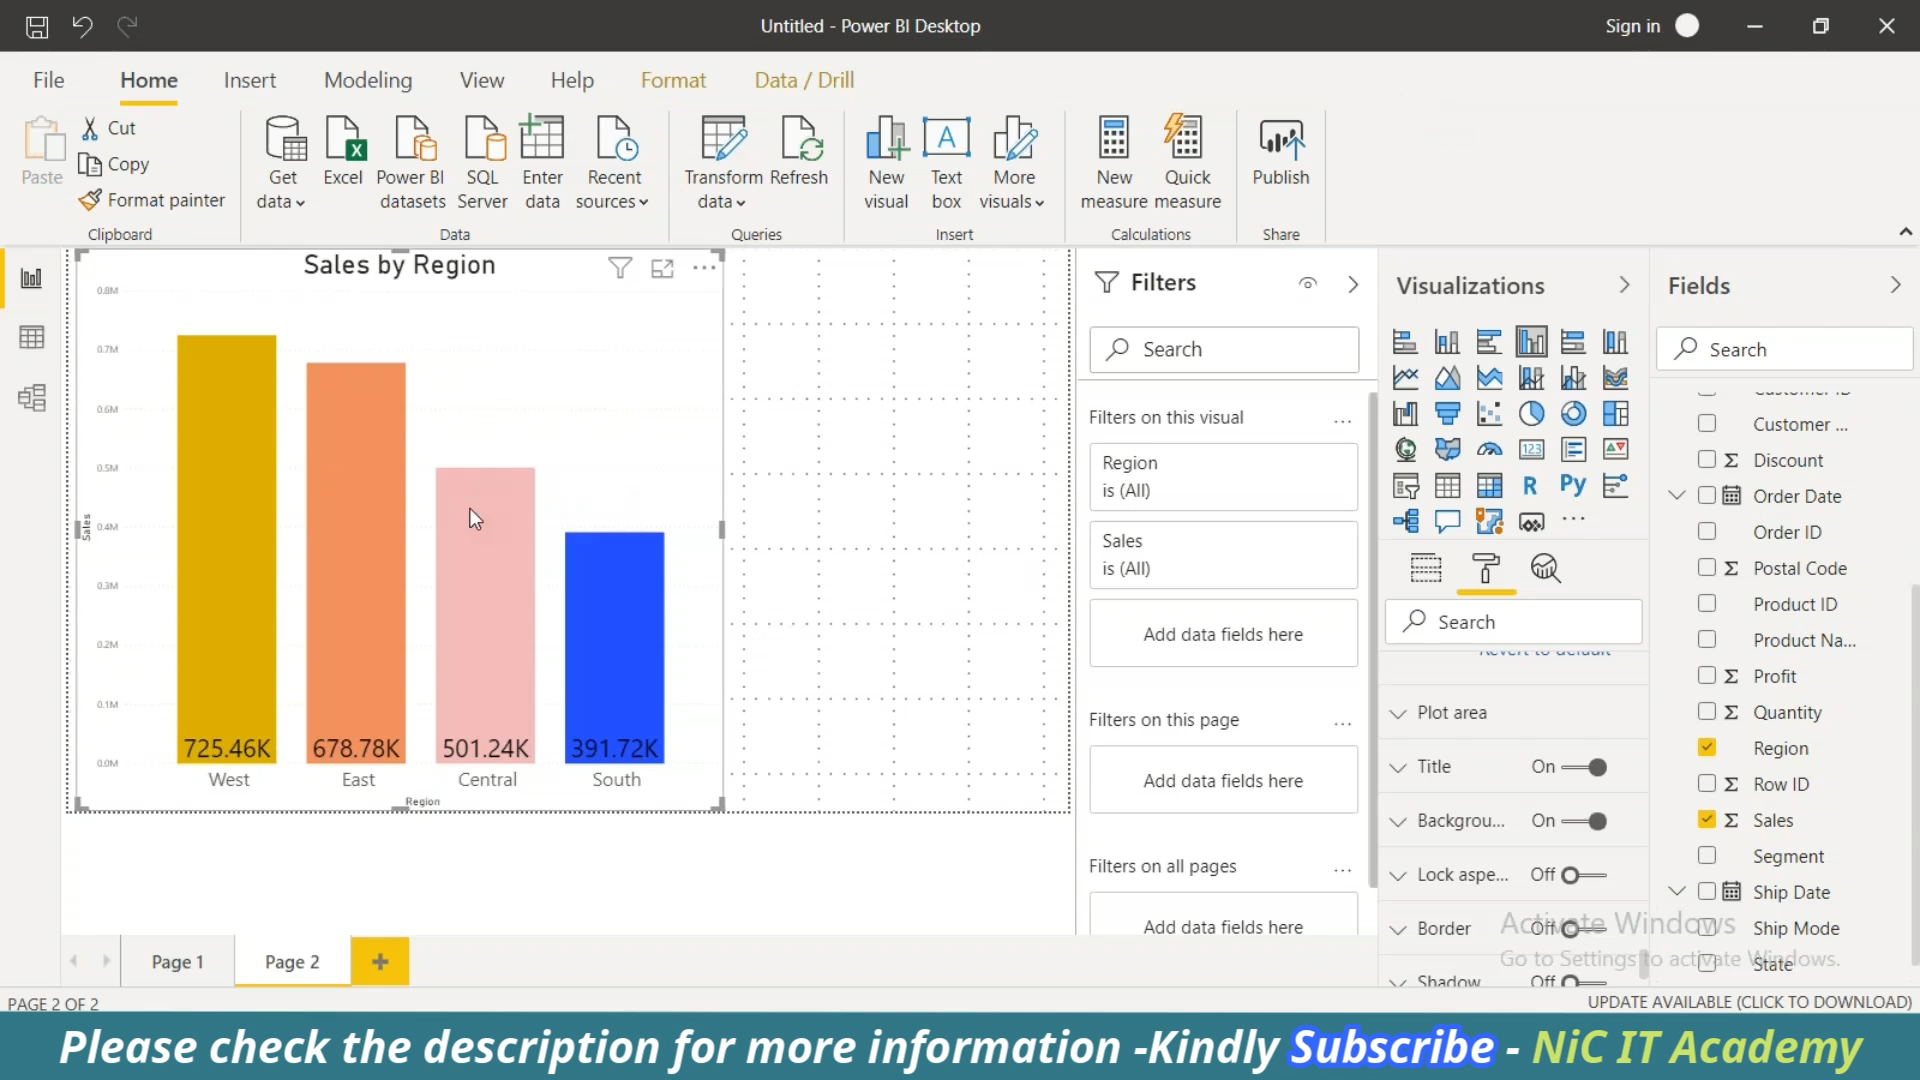 Untitled - Power BI Desktop
Sign in
File Home Insert Modeling View Help Format Data / Drill
Paste
Cut
Copy
Format painter
Clipboard
Get data
Excel
Power BI datasets
SQL Server
Enter data
Recent sources
Data
Transform data
Refresh
Queries
New visual
Text box
More visuals
Insert
New measure
Quick measure
Calculations
Publish
Share
Sales by Region
0.8M
0.7M
0.6M
0.5M
0.4M
0.3M
0.2M
0.1M
0.0M
Sales
725.46K 678.78K 501.24K 391.72K
West East Central South
Region
Filters
Search
Filters on this visual ...
Region
is (All)
Sales
is (All)
Add data fields here
Filters on this page ...
Add data fields here
Filters on all pages ...
Add data fields here
Visualizations
123
R Py
...
Search
Revert to default
Plot area
Title On
Backgrou... On
Lock aspe... Off
Border Off
Shadow Off
Fields
Search
Customer ID
Customer ...
Discount
Order Date
Order ID
Postal Code
Product ID
Product Na...
Profit
Quantity
Region
Row ID
Sales
Segment
Ship Date
Ship Mode
State
Activate Windows
Go to Settings to activate Windows.
Page 1 Page 2 +
PAGE 2 OF 2
UPDATE AVAILABLE (CLICK TO DOWNLOAD)
Please check the description for more information -Kindly Subscribe - NiC IT Academy